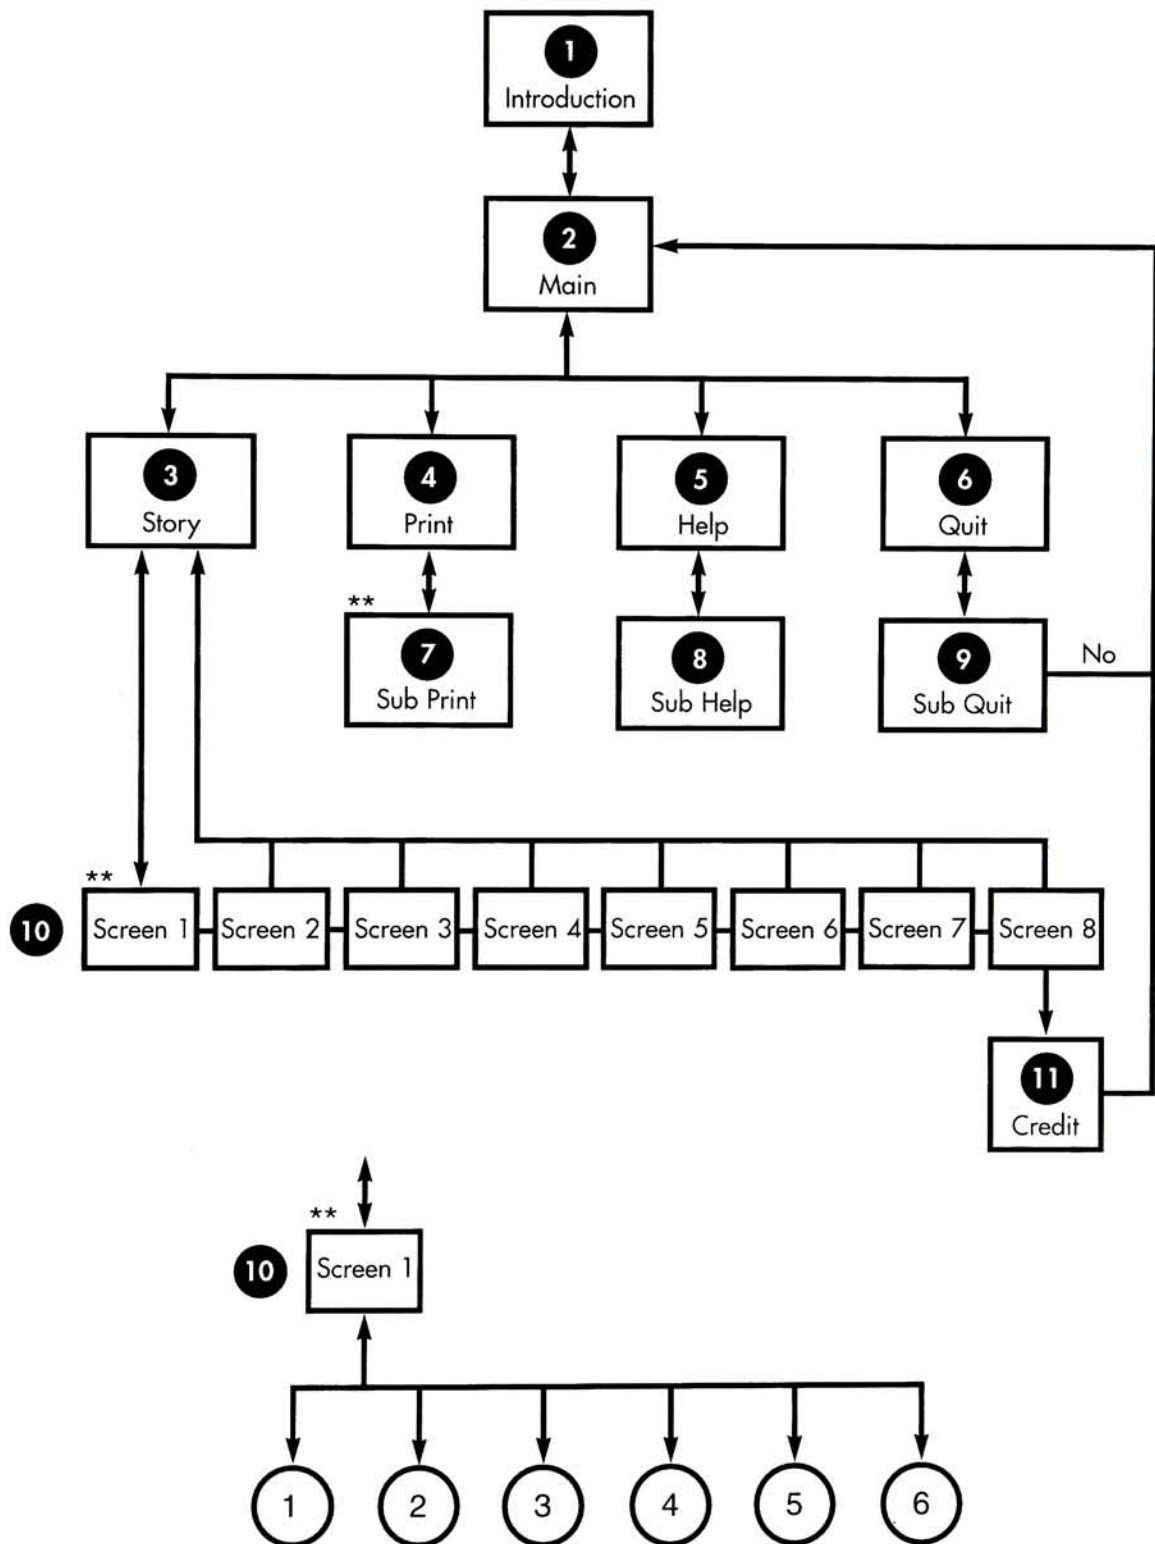 1
Introduction
2
Main
3
Story
4
Print
5
Help
6
Quit
**
7
Sub Print
8
Sub Help
9
Sub Quit
No
**
10
Screen 1
Screen 2
Screen 3
Screen 4
Screen 5
Screen 6
Screen 7
Screen 8
11
Credit
**
10
Screen 1
1
2
3
4
5
6